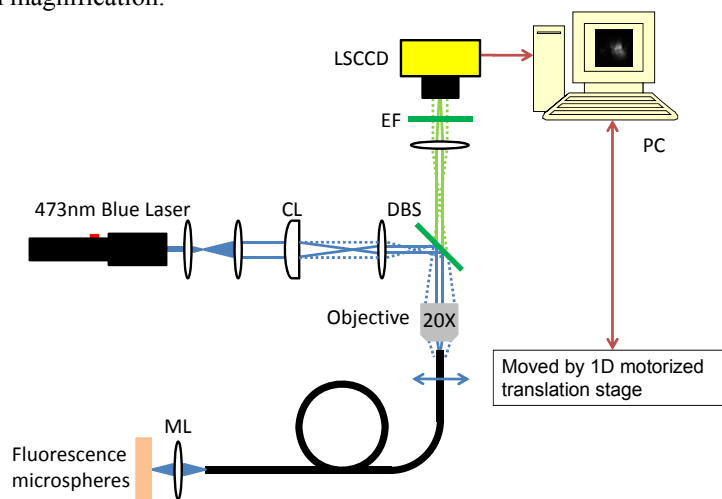 magnification.
LSCCD
EF
PC
473nm Blue Laser
CL
DBS
Objective
20X
Moved by 1D motorized
translation stage
ML
Fluorescence
microspheres